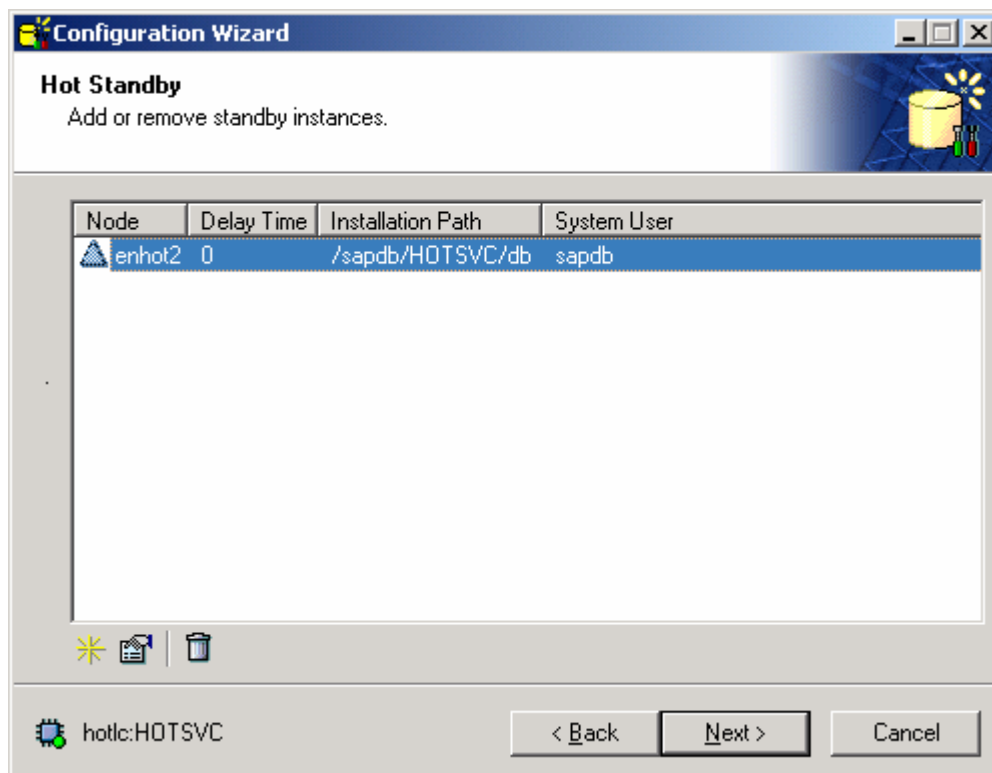 Configuration Wizard
Hot Standby
Add or remove standby instances.
Node Delay Time Installation Path System User
enhot2 0 /sapdb/HOTSVC/db sapdb
hotlc:HOTSVC < Back Next > Cancel